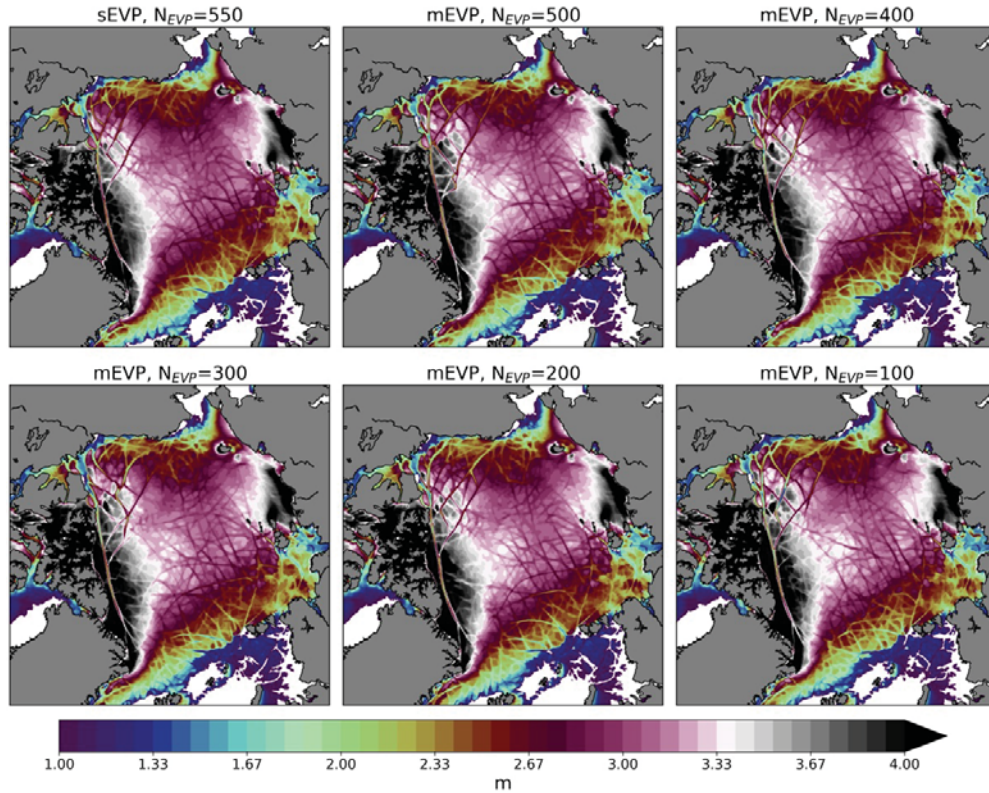 sEVP, N_EVP=550
mEVP, N_EVP=500
mEVP, N_EVP=400
mEVP, N_EVP=300
mEVP, N_EVP=200
mEVP, N_EVP=100
1.00 1.33 1.67 2.00 2.33 2.67 3.00 3.33 3.67 4.00
m